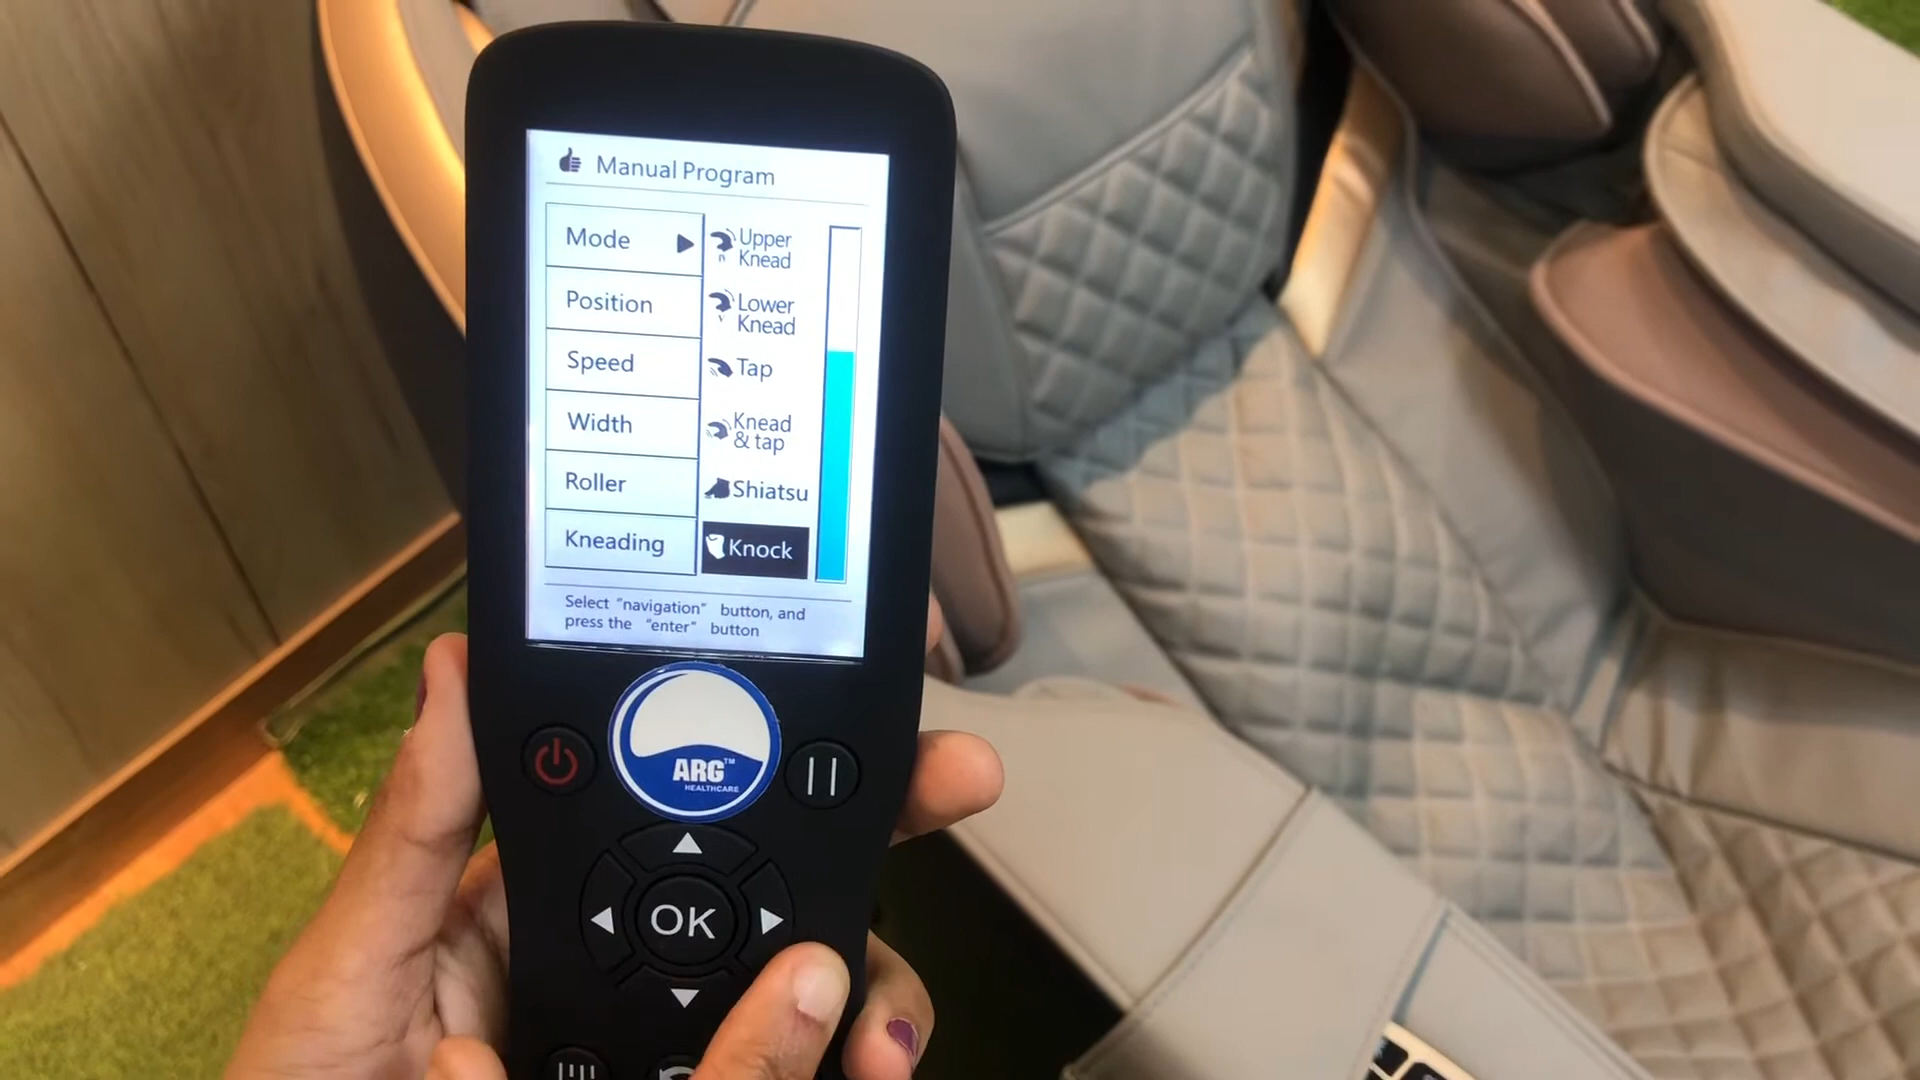 Manual Program
Mode
Position
Speed
Width
Roller
Kneading
Upper
Knead
Lower
Knead
Tap
Knead
& tap
Shiatsu
Knock
Select “navigation” button, and
press the “enter” button
ARG™
HEALTHCARE
OK